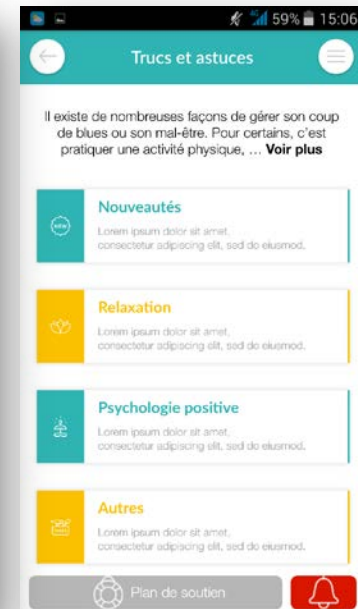 59% 15:06
Trucs et astuces
Il existe de nombreuses façons de gérer son coup
de blues ou son mal-être. Pour certains, c'est
pratiquer une activité physique, … Voir plus
Nouveautés
Lorem ipsum dolor sit amet,
consectetur adipiscing elit, sed do eiusmod.
Relaxation
Lorem ipsum dolor sit amet,
consectetur adipiscing elit, sed do eiusmod.
Psychologie positive
Lorem ipsum dolor sit amet,
consectetur adipiscing elit, sed do eiusmod.
Autres
Lorem ipsum dolor sit amet,
consectetur adipiscing elit, sed do eiusmod.
Plan de soutien